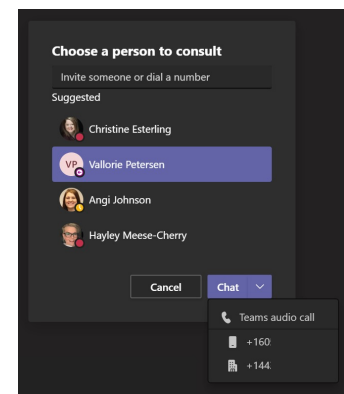 Choose a person to consult
Invite someone or dial a number
Suggested
Christine Esterling
VP Vallorie Petersen
Angi Johnson
Hayley Meese-Cherry
Cancel Chat
Teams audio call
+160
+144